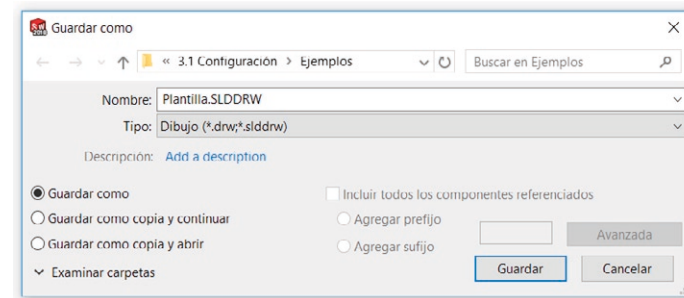 SW 2018 Guardar como
« 3.1 Configuración > Ejemplos Buscar en Ejemplos
Nombre: Plantilla.SLDDRW
Tipo: Dibujo (*.drw;*.slddrw)
Descripción: Add a description
Guardar como Incluir todos los componentes referenciados
Guardar como copia y continuar Agregar prefijo
Guardar como copia y abrir Agregar sufijo Avanzada
Examinar carpetas Guardar Cancelar